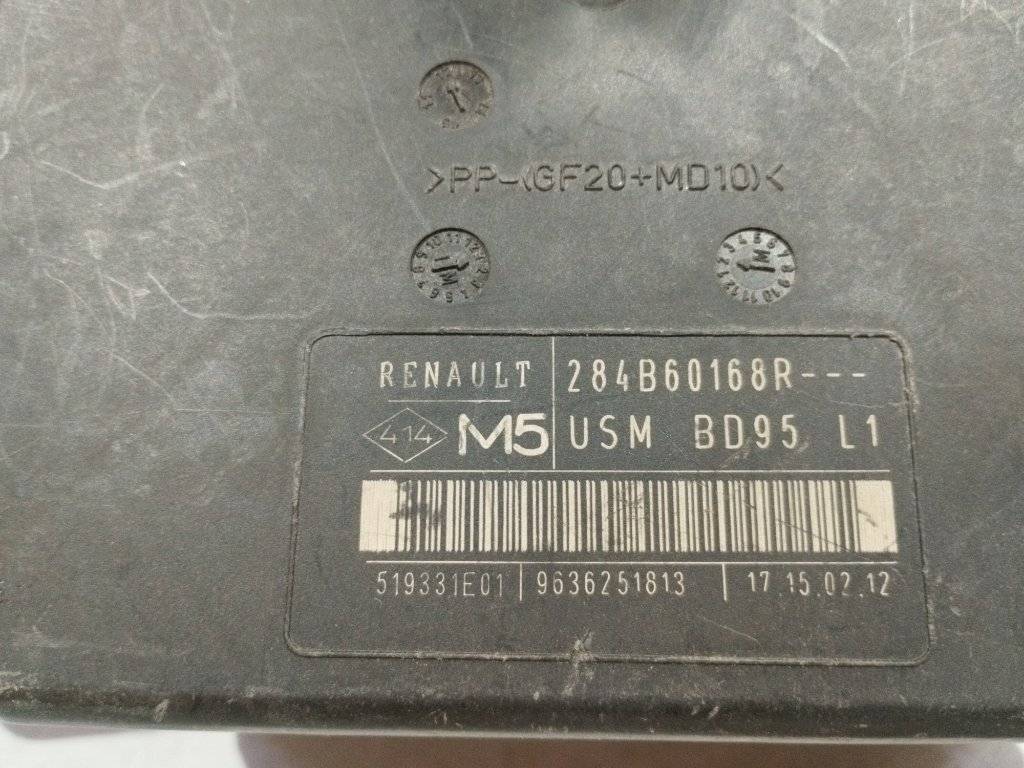 >PP-(GF20+MD10)<
RENAULT 284B60168R---
414 M5 USM BD95 L1
519331E01 9636251813 17.15.02.12